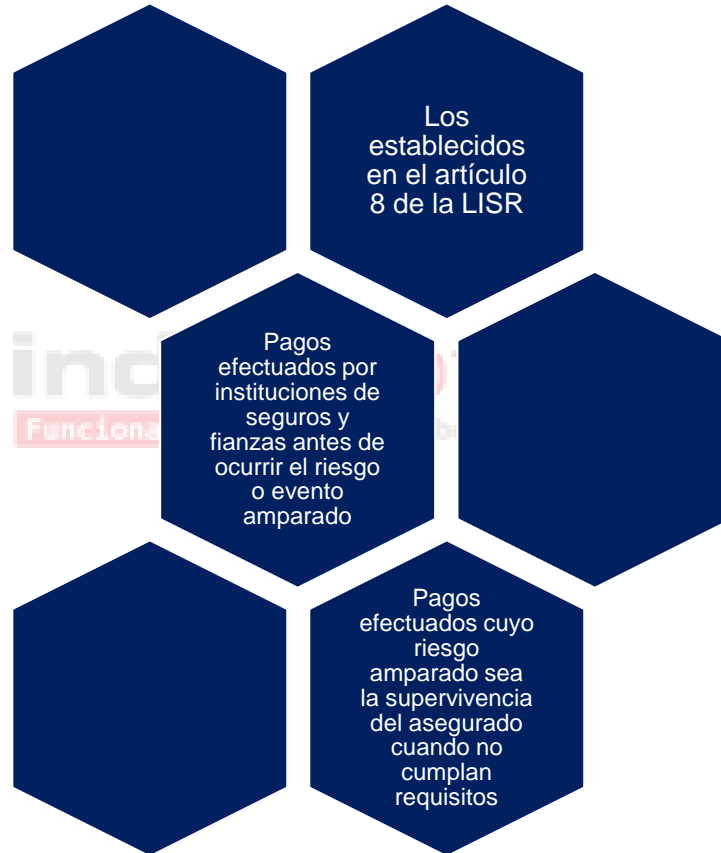 Los
establecidos
en el artículo
8 de la LISR
Pagos
efectuados por
instituciones de
seguros y
fianzas antes de
ocurrir el riesgo
o evento
amparado
Funciona
Pagos
efectuados cuyo
riesgo
amparado sea
la supervivencia
del asegurado
cuando no
cumplan
requisitos